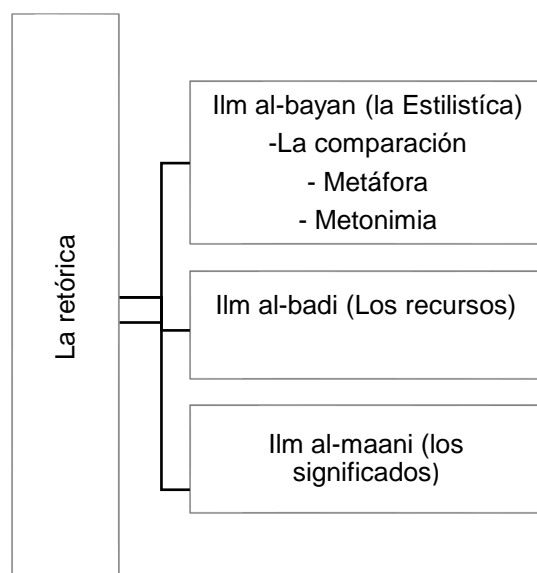 La retórica
Ilm al-bayan (la Estilistíca)
-La comparación
- Metáfora
- Metonimia
Ilm al-badi (Los recursos)
Ilm al-maani (los
significados)